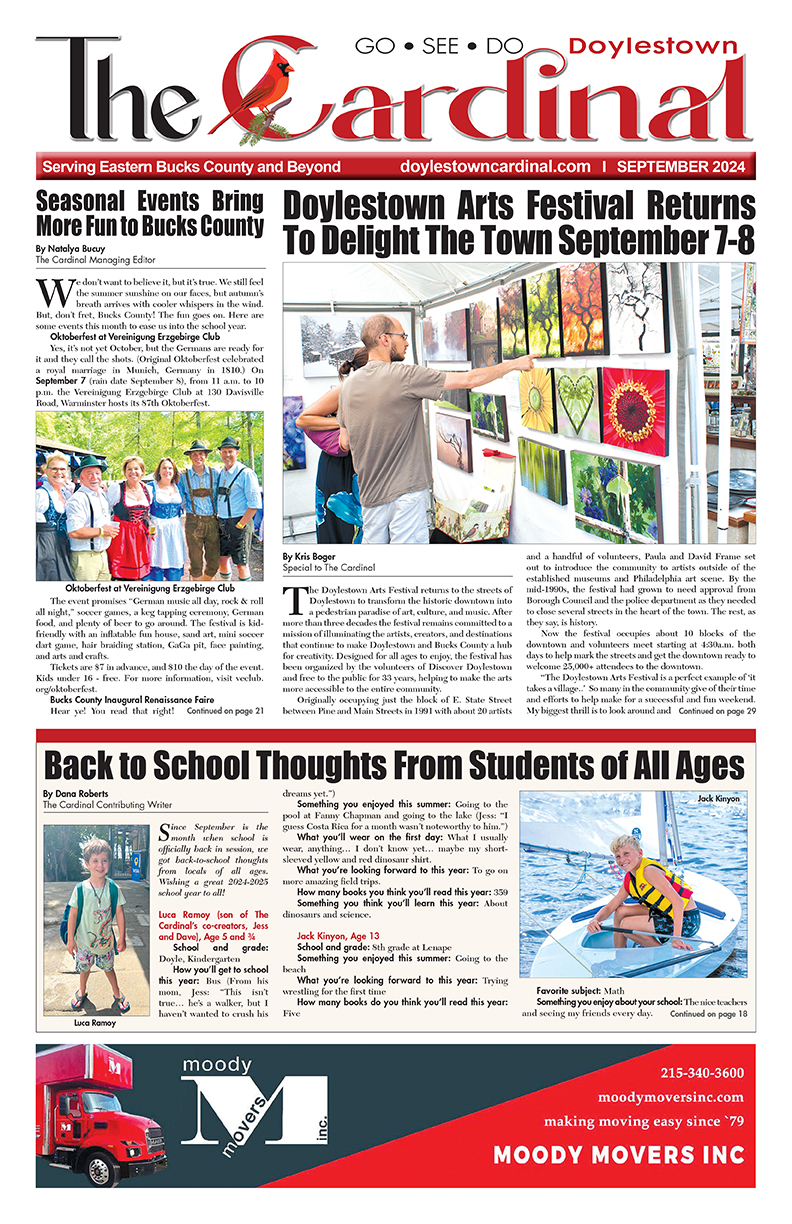 GO • SEE • DO Doylestown
The Cardinal
Serving Eastern Bucks County and Beyond doylestowncardinal.com I SEPTEMBER 2024
Seasonal Events Bring
More Fun to Bucks County
By Natalya Bucuy
The Cardinal Managing Editor
We don't want to believe it, but it's true. We still feel
the summer sunshine on our faces, but autumn's
breath arrives with cooler whispers in the wind.
But, don't fret, Bucks County! The fun goes on. Here are
some events this month to ease us into the school year.
Oktoberfest at Vereinigung Erzgebirge Club
Yes, it's not yet October, but the Germans are ready for
it and they call the shots. (Original Oktoberfest celebrated
a royal marriage in Munich, Germany in 1810.) On
September 7 (rain date September 8), from 11 a.m. to 10
p.m. the Vereinigung Erzgebirge Club at 130 Davisville
Road, Warminster hosts its 87th Oktoberfest.
Oktoberfest at Vereinigung Erzgebirge Club
The event promises "German music all day, rock & roll
all night," soccer games, a keg tapping ceremony, German
food, and plenty of beer to go around. The festival is kid-
friendly with an inflatable fun house, sand art, mini soccer
dart game, hair braiding station, GaGa pit, face painting,
and arts and crafts.
Tickets are $7 in advance, and $10 the day of the event.
Kids under 16 - free. For more information, visit veclub.
org/oktoberfest.
Bucks County Inaugural Renaissance Faire
Hear ye! You read that right! Continued on page 21
Doylestown Arts Festival Returns
To Delight The Town September 7-8
By Kris Boger
Special to The Cardinal
The Doylestown Arts Festival returns to the streets of
Doylestown to transform the historic downtown into
a pedestrian paradise of art, culture, and music. After
more than three decades the festival remains committed to a
mission of illuminating the artists, creators, and destinations
that continue to make Doylestown and Bucks County a hub
for creativity. Designed for all ages to enjoy, the festival has
been organized by the volunteers of Discover Doylestown
and free to the public for 33 years, helping to make the arts
more accessible to the entire community.
Originally occupying just the block of E. State Street
between Pine and Main Streets in 1991 with about 20 artists
and a handful of volunteers, Paula and David Frame set
out to introduce the community to artists outside of the
established museums and Philadelphia art scene. By the
mid-1990s, the festival had grown to need approval from
Borough Council and the police department as they needed
to close several streets in the heart of the town. The rest, as
they say, is history.
Now the festival occupies about 10 blocks of the
downtown and volunteers meet starting at 4:30a.m. both
days to help mark the streets and get the downtown ready to
welcome 25,000+ attendees to the downtown.
"The Doylestown Arts Festival is a perfect example of 'it
takes a village..' So many in the community give of their time
and efforts to help make for a successful and fun weekend.
My biggest thrill is to look around and Continued on page 29
Back to School Thoughts From Students of All Ages
By Dana Roberts
The Cardinal Contributing Writer
Luca Ramoy
Since September is the
month when school is
officially back in session, we
got back-to-school thoughts
from locals of all ages.
Wishing a great 2024-2025
school year to all!
Luca Ramoy (son of The
Cardinal's co-creators, Jess
and Dave), Age 5 and ¾
School and grade:
Doyle, Kindergarten
How you'll get to school
this year: Bus (From his
mom, Jess: "This isn't
true… he's a walker, but I
haven't wanted to crush his
dreams yet.")
Something you enjoyed this summer: Going to the
pool at Fanny Chapman and going to the lake (Jess: "I
guess Costa Rica for a month wasn't noteworthy to him.")
What you'll wear on the first day: What I usually
wear, anything… I don't know yet… maybe my short-
sleeved yellow and red dinosaur shirt.
What you're looking forward to this year: To go on
more amazing field trips.
How many books you think you'll read this year: 359
Something you think you'll learn this year: About
dinosaurs and science.
Jack Kinyon, Age 13
School and grade: 8th grade at Lenape
Something you enjoyed this summer: Going to the
beach
What you're looking forward to this year: Trying
wrestling for the first time
How many books do you think you'll read this year:
Five
Jack Kinyon
Favorite subject: Math
Something you enjoy about your school: The nice teachers
and seeing my friends every day. Continued on page 18
moody
M
movers
inc.
215-340-3600
moodymoversinc.com
making moving easy since `79
MOODY MOVERS INC